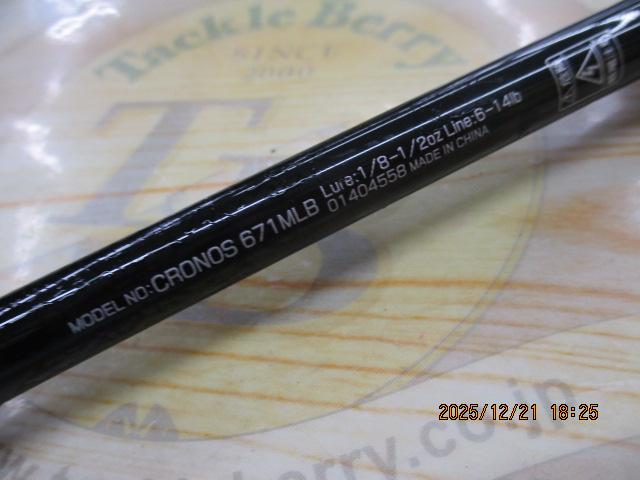 Tackle Berry
SINCE
2000
MODEL NO:CRONOS 671MLB
Lure:1/8-1/2oz Line:6-14lb
01404558 MADE IN CHINA
2025/12/21 18:25